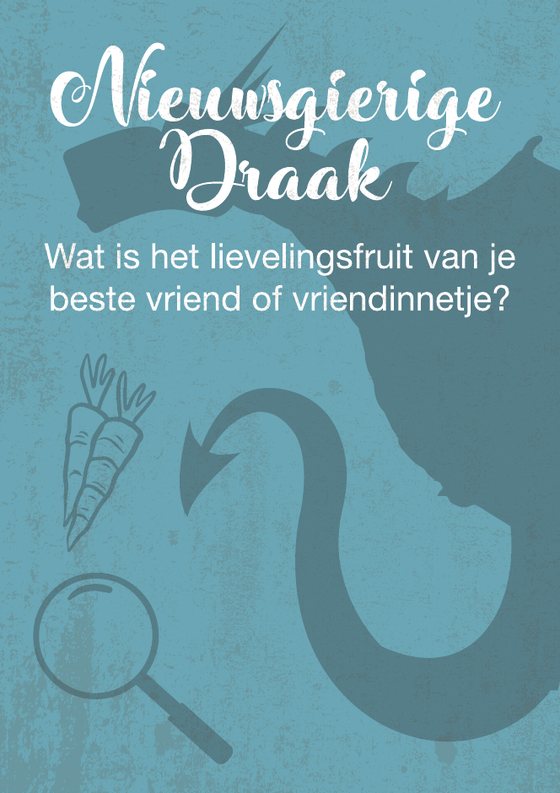 Nieuwsgierige
Draak
Wat is het lievelingsfruit van je
beste vriend of vriendinnetje?